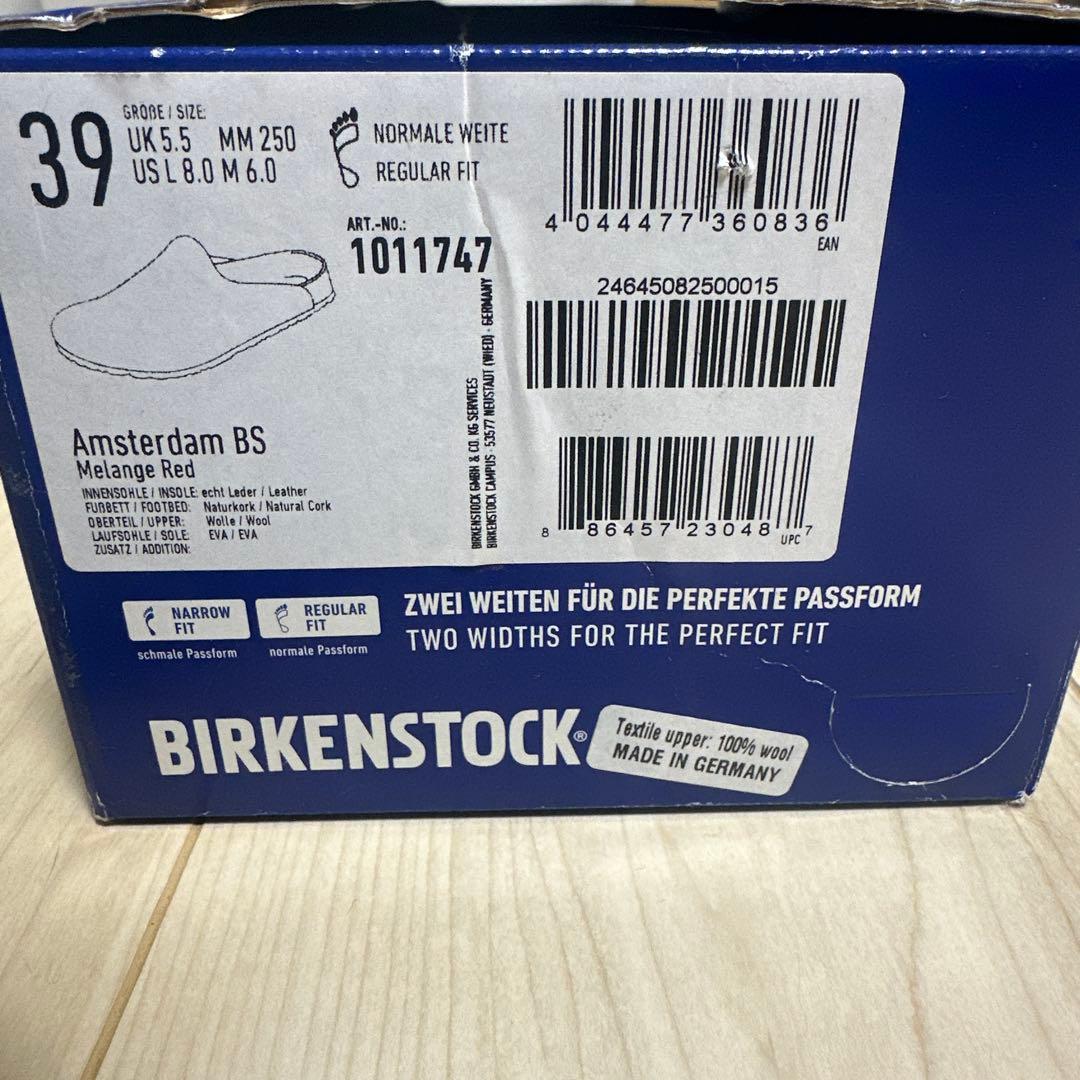 39
GRÖßE / SIZE:
UK 5.5 MM 250
US L 8.0 M 6.0
NORMALE WEITE
REGULAR FIT
ART.-NO.:
1011747
4 044477 360836
EAN
24645082500015
8 86457 23048 7
UPC
BIRKENSTOCK GMBH & CO. KG SERVICES
BIRKENSTOCK CAMPUS · 53577 NEUSTADT (WIED) · GERMANY
Amsterdam BS
Melange Red
INNENSOHLE / INSOLE: echt Leder / Leather
FUßBETT / FOOTBED: Naturkork / Natural Cork
OBERTEIL / UPPER: Wolle / Wool
LAUFSOHLE / SOLE: EVA / EVA
ZUSATZ / ADDITION:
NARROW FIT
schmale Passform
REGULAR FIT
normale Passform
ZWEI WEITEN FÜR DIE PERFEKTE PASSFORM
TWO WIDTHS FOR THE PERFECT FIT
BIRKENSTOCK®
Textile upper: 100% wool
MADE IN GERMANY